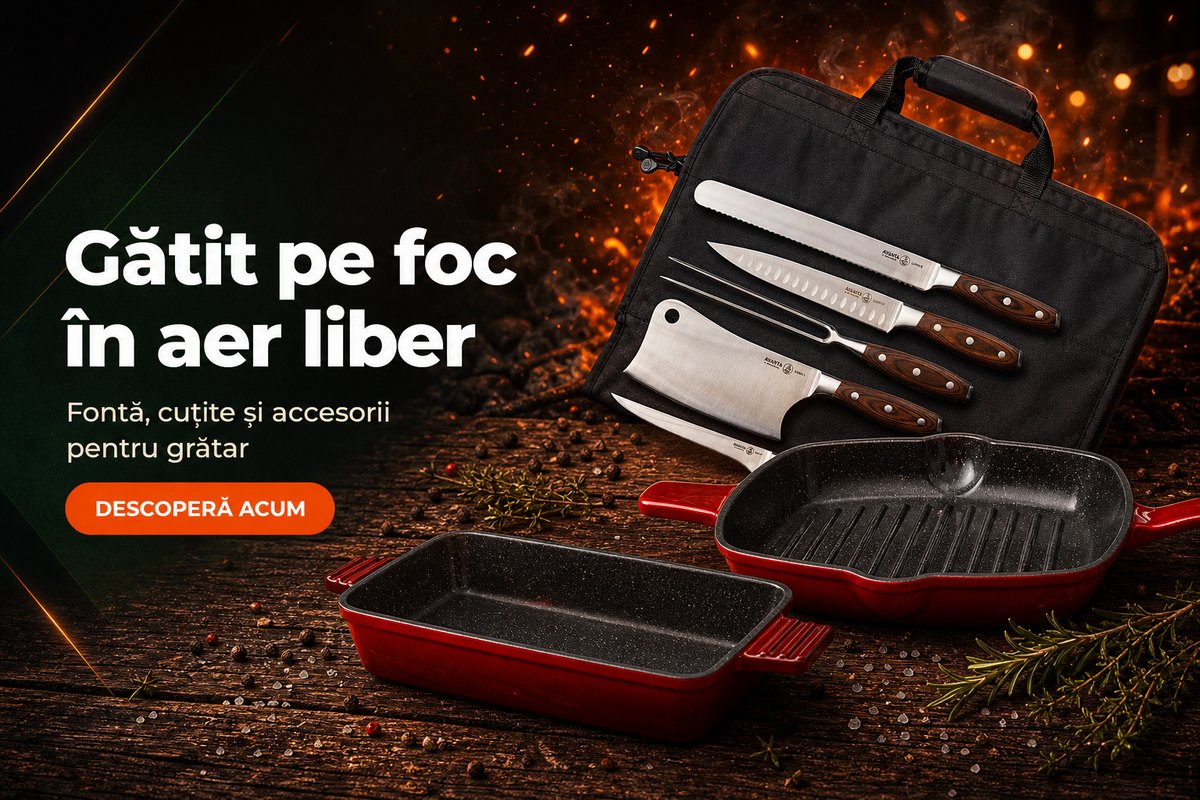 Gătit pe foc
în aer liber
Fontă, cuțite și accesorii
pentru grătar
DESCOPERĂ ACUM